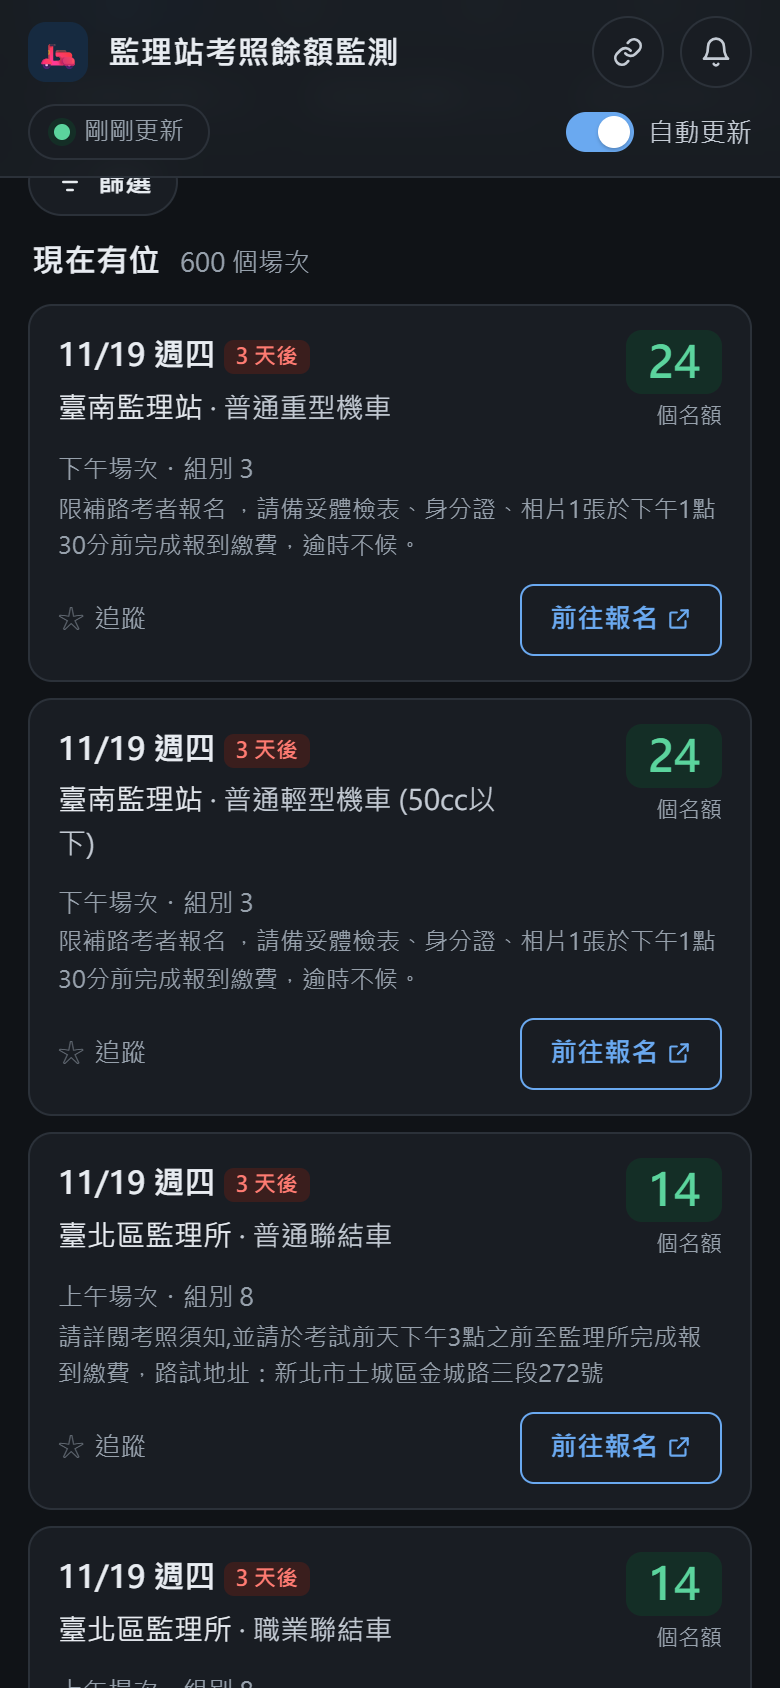 監理站考照餘額監測
剛剛更新
自動更新
篩選
現在有位 600 個場次
11/19 週四 3 天後
24
臺南監理站 · 普通重型機車
個名額
下午場次 · 組別 3
限補路考者報名 ，請備妥體檢表、身分證、相片1張於下午1點
30分前完成報到繳費，逾時不候。
☆ 追蹤
前往報名
11/19 週四 3 天後
24
臺南監理站 · 普通輕型機車 (50cc以
下)
個名額
下午場次 · 組別 3
限補路考者報名 ，請備妥體檢表、身分證、相片1張於下午1點
30分前完成報到繳費，逾時不候。
☆ 追蹤
前往報名
11/19 週四 3 天後
14
臺北區監理所 · 普通聯結車
個名額
上午場次 · 組別 8
請詳閱考照須知,並請於考試前天下午3點之前至監理所完成報
到繳費，路試地址：新北市土城區金城路三段272號
☆ 追蹤
前往報名
11/19 週四 3 天後
14
臺北區監理所 · 職業聯結車
個名額
上午場次 · 組別 8